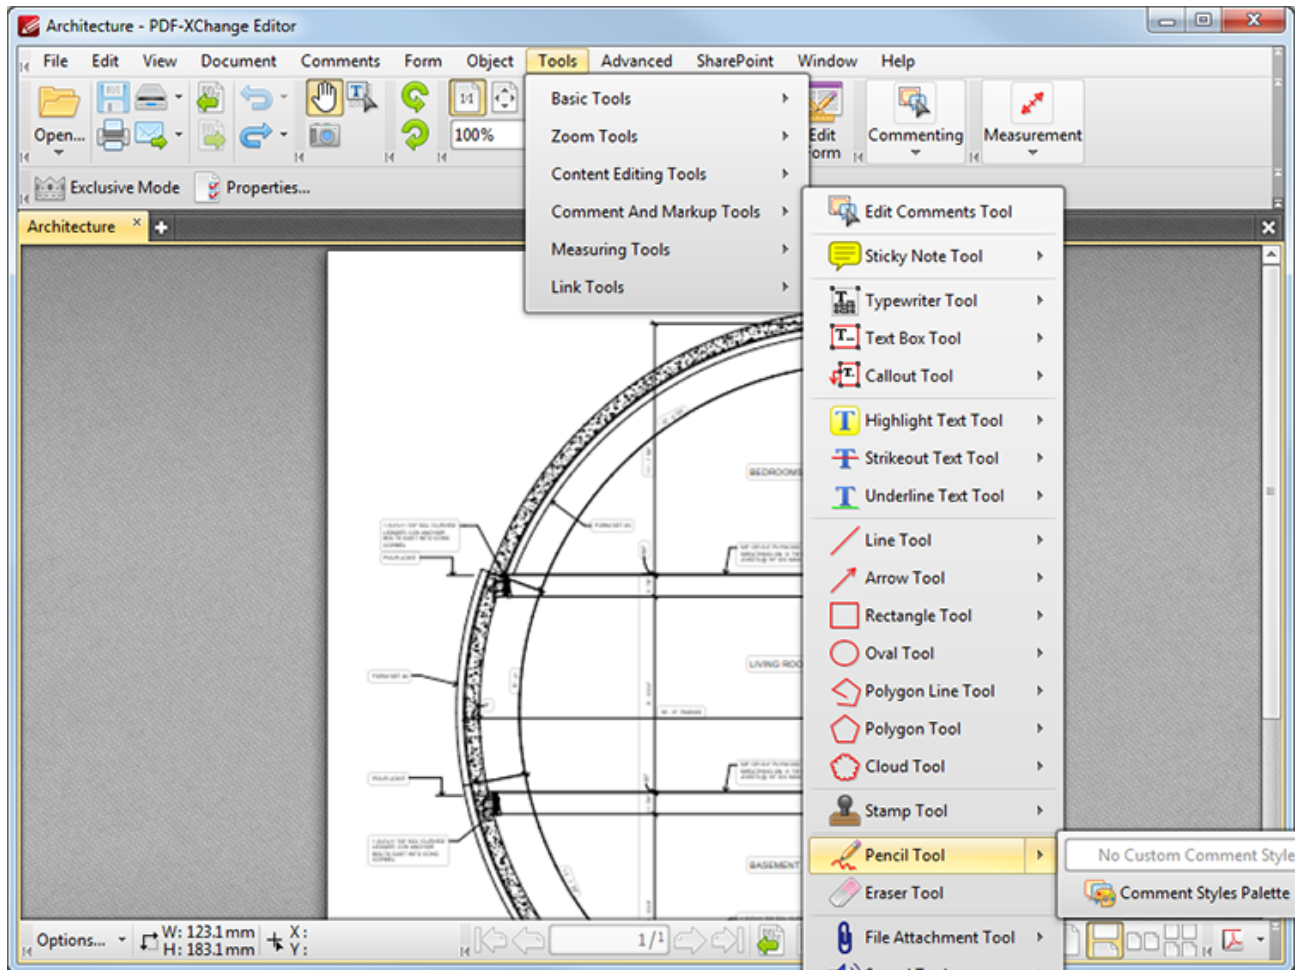 Architecture - PDF-XChange Editor
File Edit View Document Comments Form Object Tools Advanced SharePoint Window Help
Open...
100%
Edit
Form
Commenting
Measurement
Exclusive Mode
Properties...
Architecture
Basic Tools
Zoom Tools
Content Editing Tools
Comment And Markup Tools
Measuring Tools
Link Tools
Edit Comments Tool
Sticky Note Tool
Typewriter Tool
Text Box Tool
Callout Tool
Highlight Text Tool
Strikeout Text Tool
Underline Text Tool
Line Tool
Arrow Tool
Rectangle Tool
Oval Tool
Polygon Line Tool
Polygon Tool
Cloud Tool
Stamp Tool
Pencil Tool
Eraser Tool
File Attachment Tool
No Custom Comment Style
Comment Styles Palette
BEDROOMS
LIVING ROO
BASEMENT
Options...
W: 123.1 mm
H: 183.1 mm
X:
Y:
1/1